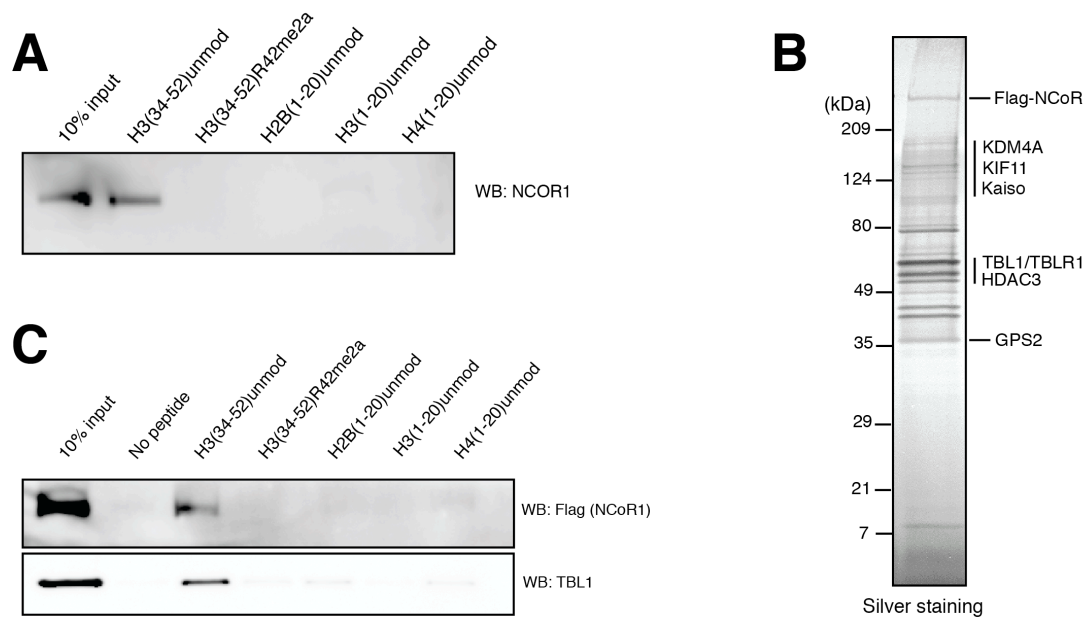 A
10% input
H3(34-52)unmod
H3(34-52)R42me2a
H2B(1-20)unmod
H3(1-20)unmod
H4(1-20)unmod
WB: NCOR1
B
(kDa)
209
124
80
49
35
29
21
7
Flag-NCoR
KDM4A
KIF11
Kaiso
TBL1/TBLR1
HDAC3
GPS2
Silver staining
C
10% input
No peptide
H3(34-52)unmod
H3(34-52)R42me2a
H2B(1-20)unmod
H3(1-20)unmod
H4(1-20)unmod
WB: Flag (NCoR1)
WB: TBL1